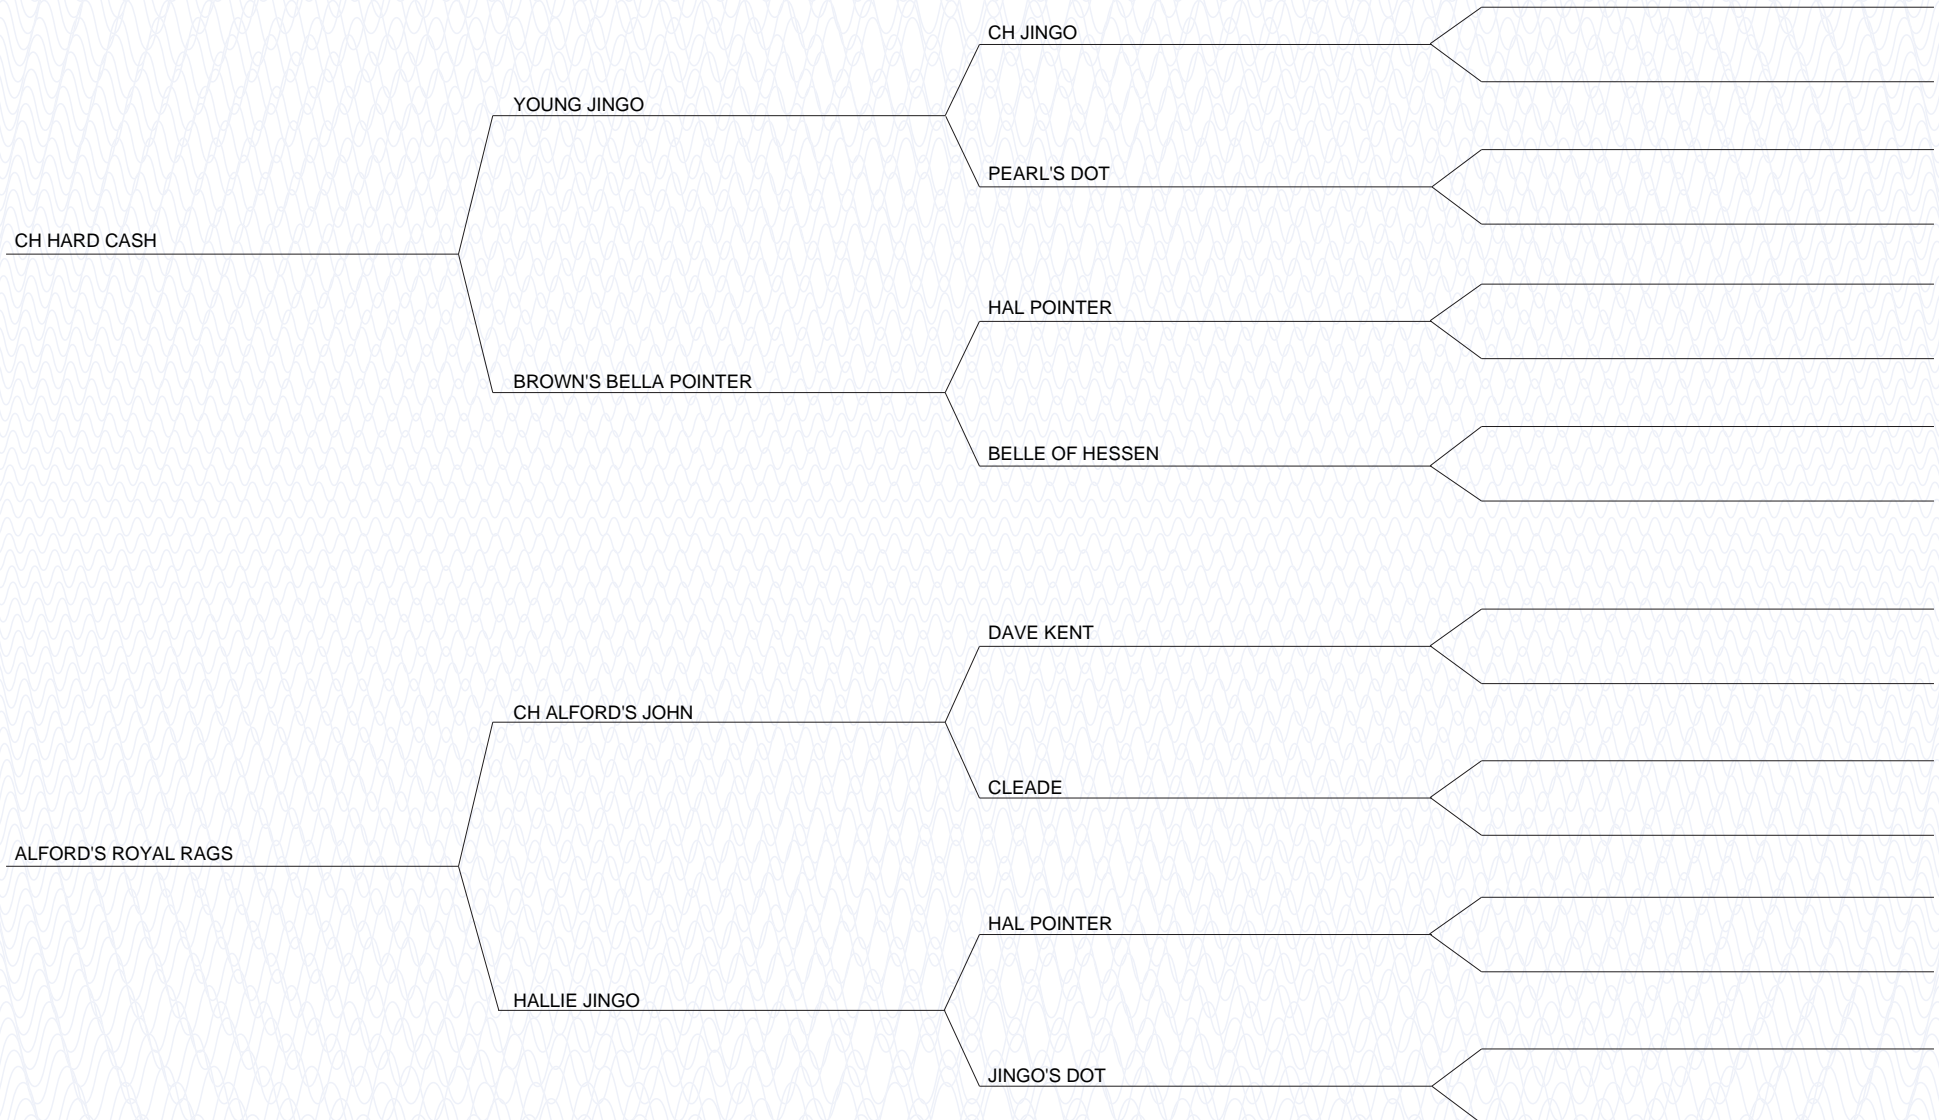 CH JINGO
YOUNG JINGO
PEARL'S DOT
CH HARD CASH
HAL POINTER
BROWN'S BELLA POINTER
BELLE OF HESSEN
DAVE KENT
CH ALFORD'S JOHN
CLEADE
ALFORD'S ROYAL RAGS
HAL POINTER
HALLIE JINGO
JINGO'S DOT